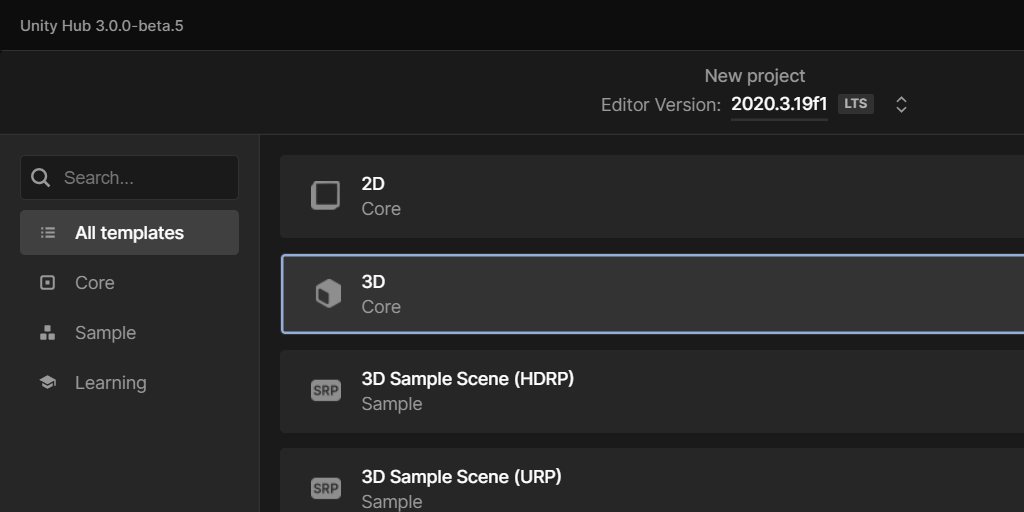 Unity Hub 3.0.0-beta.5
New project
Editor Version: 2020.3.19f1 LTS
Search...
All templates
Core
Sample
Learning
2D
Core
3D
Core
SRP
3D Sample Scene (HDRP)
Sample
SRP
3D Sample Scene (URP)
Sample